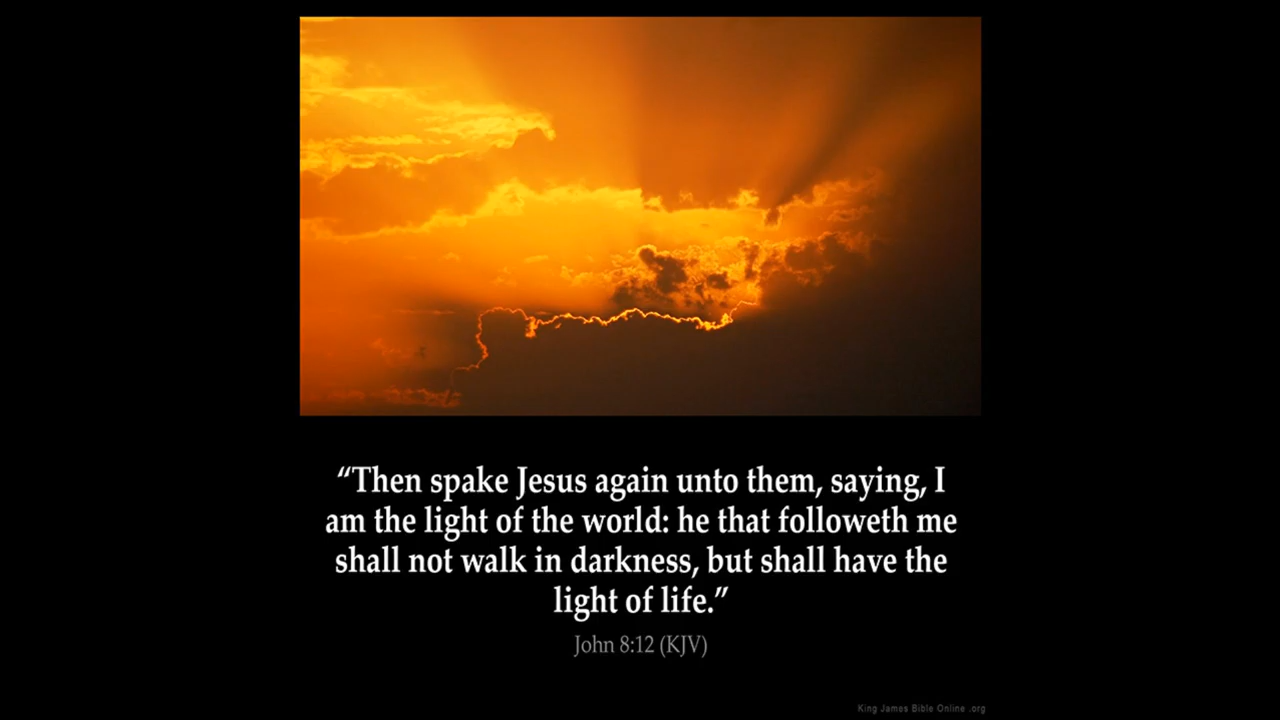 “Then spake Jesus again unto them, saying, I
am the light of the world: he that followeth me
shall not walk in darkness, but shall have the
light of life.”
John 8:12 (KJV)
King James Bible Online .org